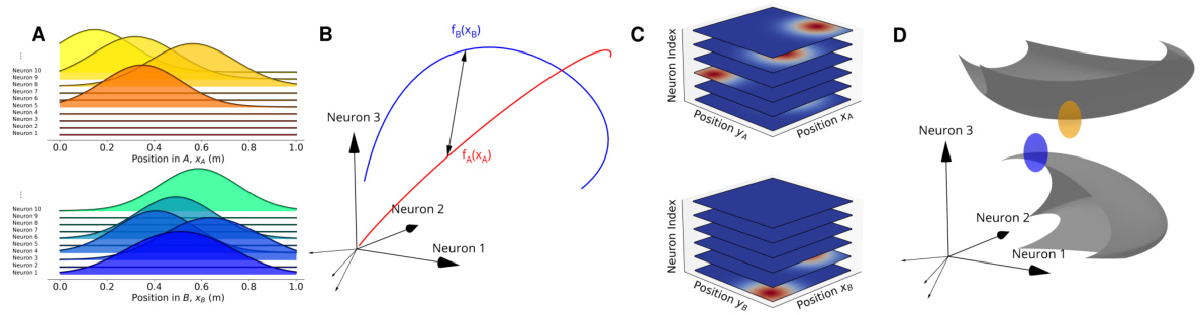 A
⋮
Neuron 10
Neuron 9
Neuron 8
Neuron 7
Neuron 6
Neuron 5
Neuron 4
Neuron 3
Neuron 2
Neuron 1
0.0 0.2 0.4 0.6 0.8 1.0
Position in A, x_A (m)
⋮
Neuron 10
Neuron 9
Neuron 8
Neuron 7
Neuron 6
Neuron 5
Neuron 4
Neuron 3
Neuron 2
Neuron 1
0.0 0.2 0.4 0.6 0.8 1.0
Position in B, x_B (m)
B
f_B(x_B)
Neuron 3
f_A(x_A)
Neuron 2
Neuron 1
C
Neuron Index
Position y_A
Position x_A
Neuron Index
Position y_B
Position x_B
D
Neuron 3
Neuron 2
Neuron 1